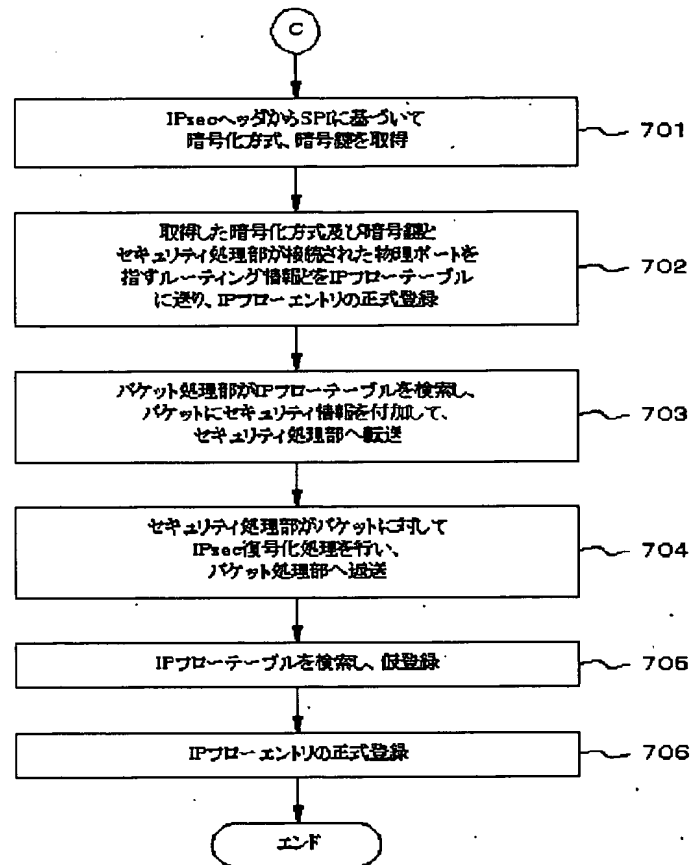 C
IPsecヘッダからSPIに基づいて
暗号化方式、暗号鍵を取得
701
取得した暗号化方式及び暗号鍵と
セキュリティ処理部が接続された物理ポートを
指すルーティング情報とをIPフローテーブル
に送り、IPフローエントリの正式登録
702
パケット処理部がIPフローテーブルを検索し、
パケットにセキュリティ情報を付加して、
セキュリティ処理部へ転送
703
セキュリティ処理部がパケットに対して
IPsec復号化処理を行い、
パケット処理部へ返送
704
IPフローテーブルを検索し、仮登録
705
IPフローエントリの正式登録
706
エンド